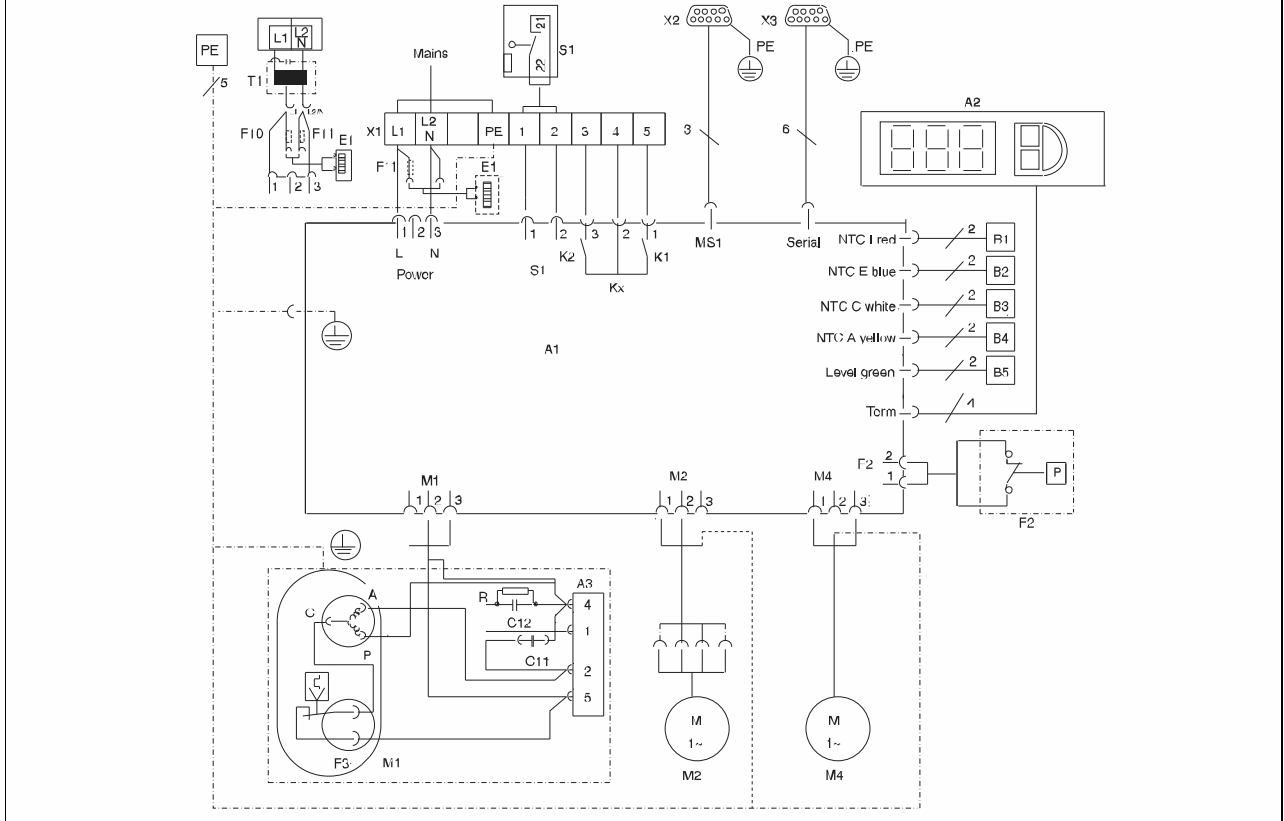 X2
X3
L1 L2 N
21
22
S1
PE
PE
PE
Mains
5
T1
A2
F10
F11
E1
X1
L1
L2 N
PE
1
2
3
4
5
3
6
1 2 3
E1
1 2 3
L N
Power
1 2
S1
3 2 1
K2
K1
Kx
MS1
Serial
NTC I red 2 B1
NTC E blue 2 B2
NTC C white 2 B3
NTC A yellow 2 B4
Level green 2 B5
A1
Term 4
F2 2
1
P
F2
M1
1 2 3
M2
1 2 3
M4
1 2 3
A3
A
C
P
R
C12
C11
4
1
2
5
F3
M1
M
1~
M2
M
1~
M4